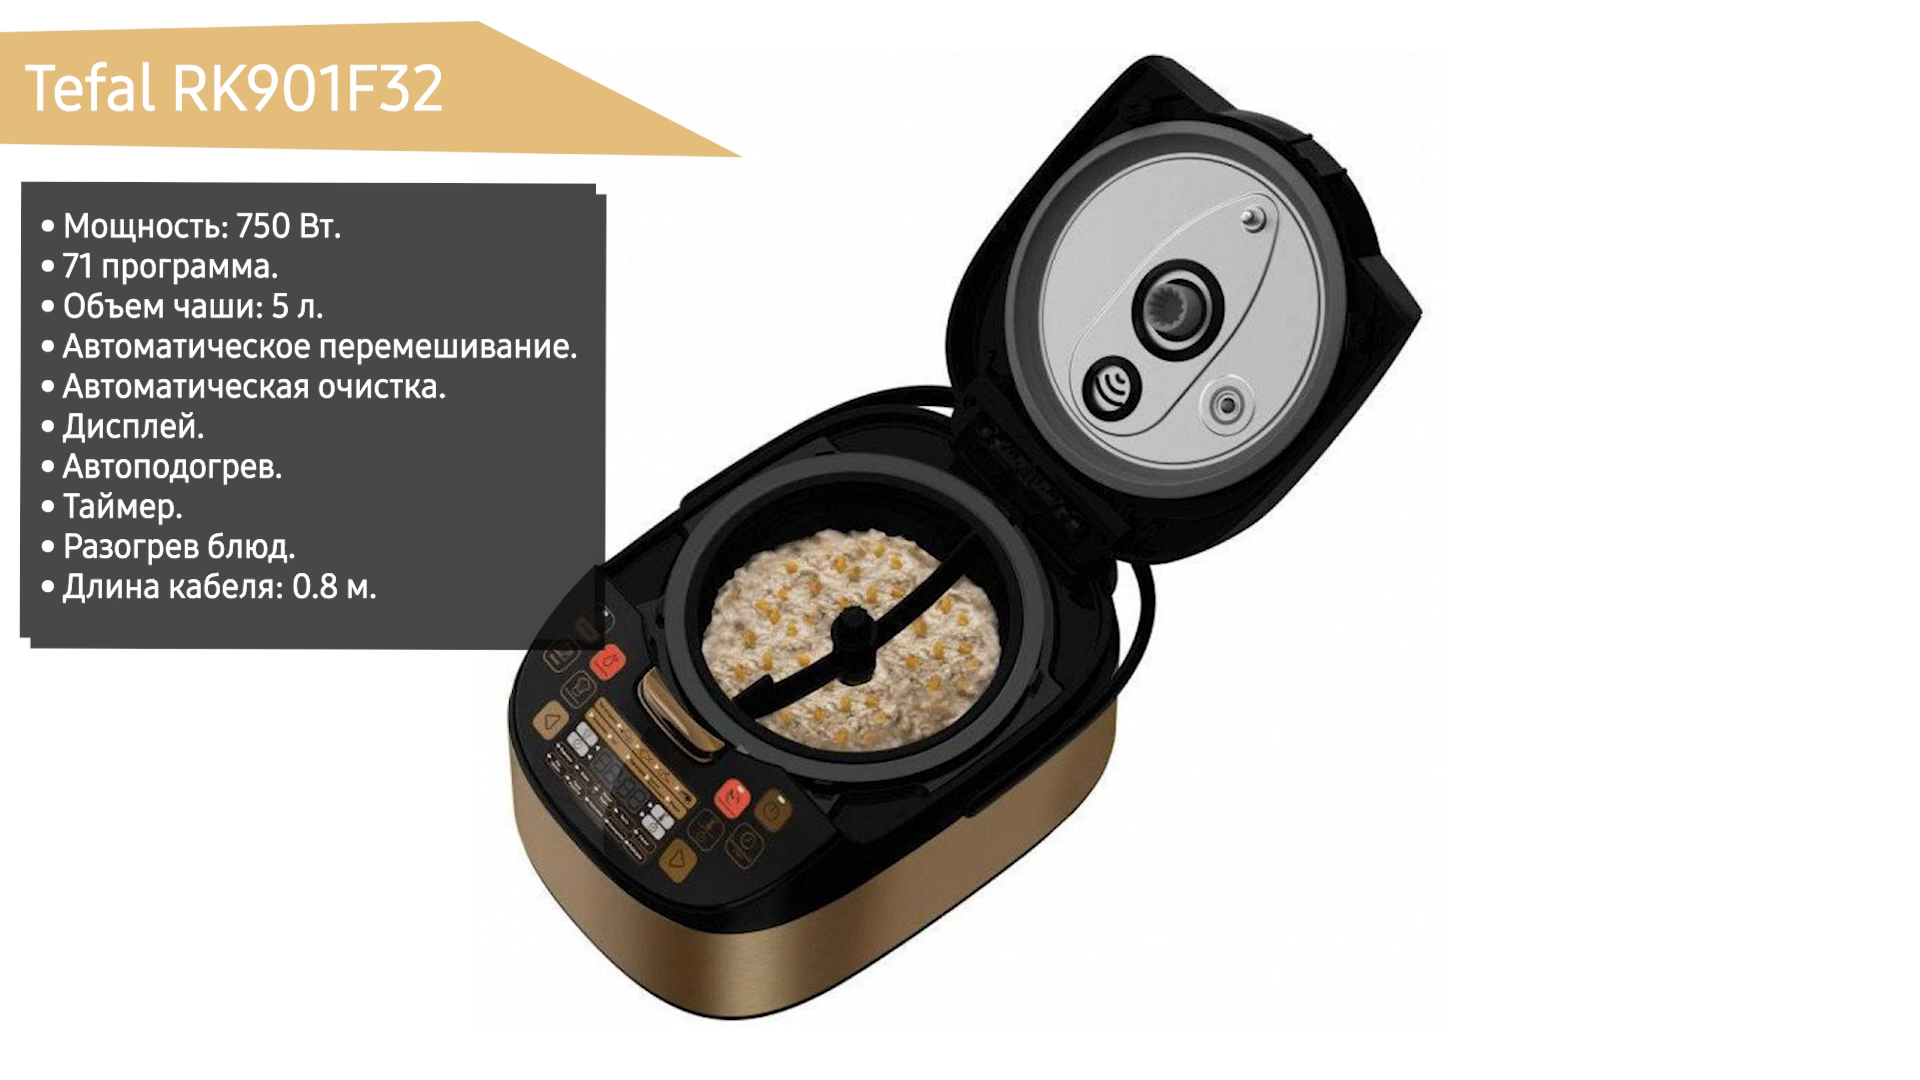 Tefal RK901F32
• Мощность: 750 Вт.
• 71 программа.
• Объем чаши: 5 л.
• Автоматическое перемешивание.
• Автоматическая очистка.
• Дисплей.
• Автоподогрев.
• Таймер.
• Разогрев блюд.
• Длина кабеля: 0.8 м.